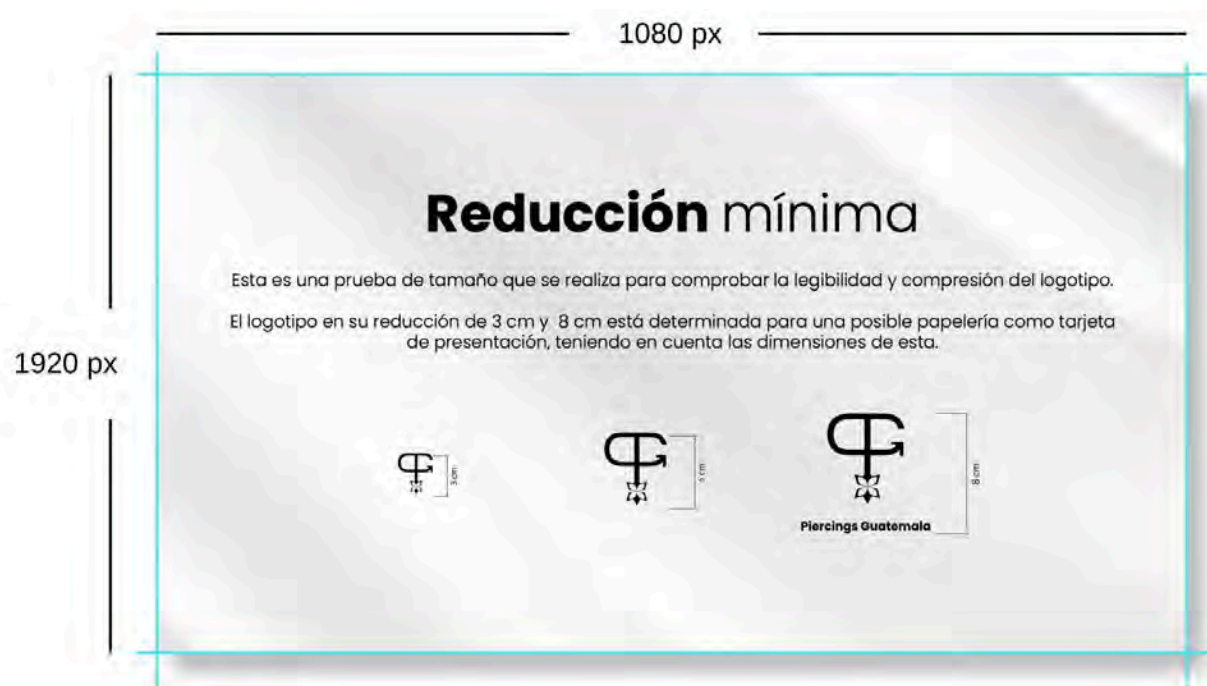 1080 px
Reducción mínima
Esta es una prueba de tamaño que se realiza para comprobar la legibilidad y compresión del logotipo.
El logotipo en su reducción de 3 cm y 8 cm está determinada para una posible papelería como tarjeta
de presentación, teniendo en cuenta las dimensiones de esta.
1920 px
3 cm
8 cm
Piercings Guatemala